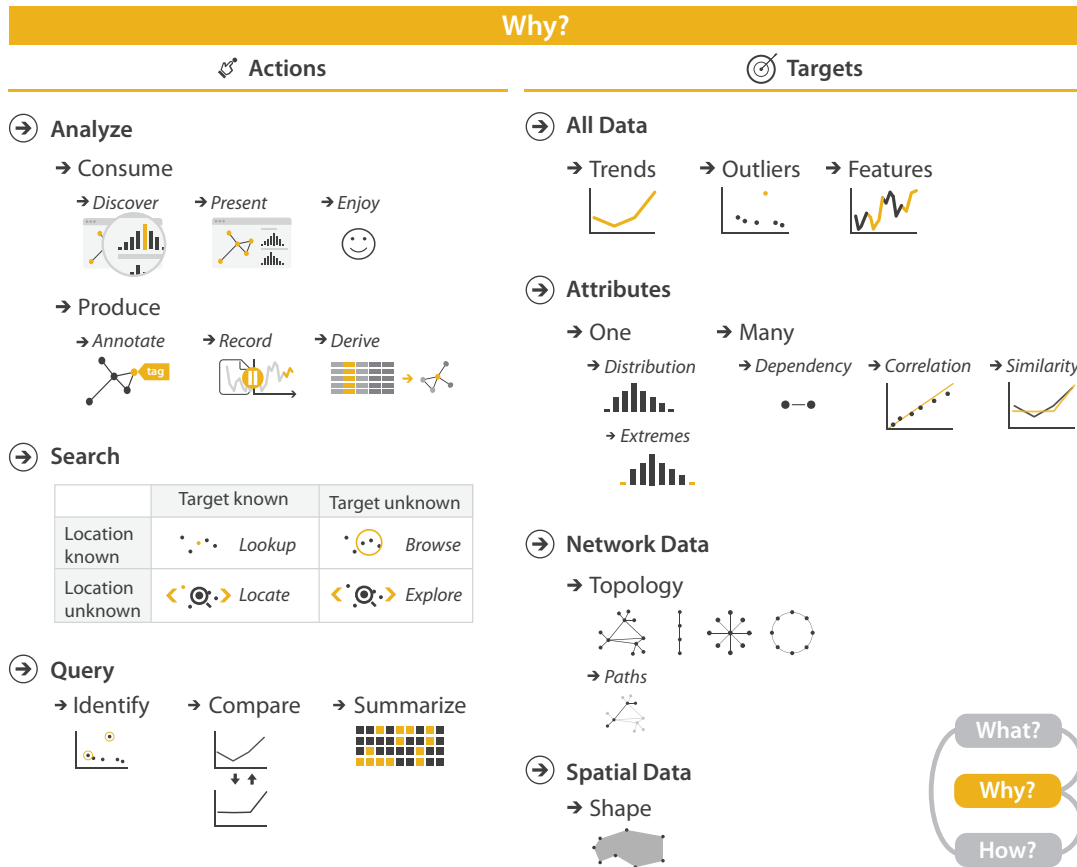 Why?
Actions
Analyze
→ Consume
→ Discover
→ Present
→ Enjoy
→ Produce
→ Annotate
→ Record
→ Derive
tag
Search
Target known
Target unknown
Location
known
Lookup
Browse
Location
unknown
Locate
Explore
Query
→ Identify
→ Compare
→ Summarize
Targets
All Data
→ Trends
→ Outliers
→ Features
Attributes
→ One
→ Many
→ Distribution
→ Dependency
→ Correlation
→ Similarity
→ Extremes
Network Data
→ Topology
→ Paths
Spatial Data
→ Shape
What?
Why?
How?